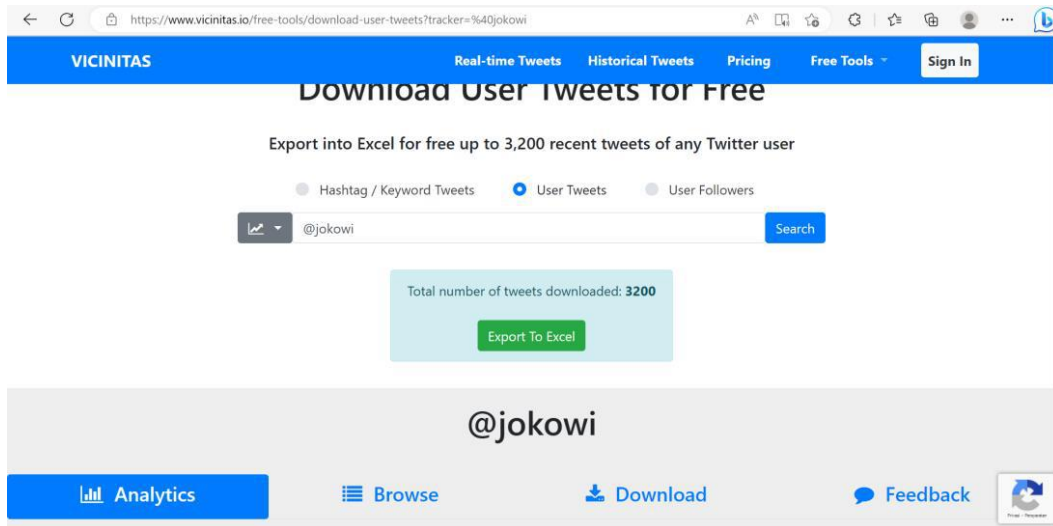 https://www.vicinitas.io/free-tools/download-user-tweets?tracker=%40jokowi
VICINITAS Real-time Tweets Historical Tweets Pricing Free Tools Sign In
Download User Tweets for Free
Export into Excel for free up to 3,200 recent tweets of any Twitter user
Hashtag / Keyword Tweets User Tweets User Followers
@jokowi Search
Total number of tweets downloaded: 3200
Export To Excel
@jokowi
Analytics Browse Download Feedback